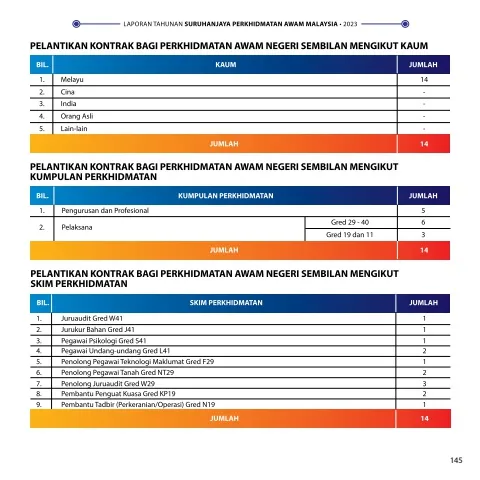 LAPORAN TAHUNAN SURUHANJAYA PERKHIDMATAN AWAM MALAYSIA • 2023
PELANTIKAN KONTRAK BAGI PERKHIDMATAN AWAM NEGERI SEMBILAN MENGIKUT KAUM
BIL. KAUM JUMLAH
1. Melayu 14
2. Cina -
3. India -
4. Orang Asli -
5. Lain-lain -
JUMLAH 14
PELANTIKAN KONTRAK BAGI PERKHIDMATAN AWAM NEGERI SEMBILAN MENGIKUT
KUMPULAN PERKHIDMATAN
BIL. KUMPULAN PERKHIDMATAN JUMLAH
1. Pengurusan dan Profesional 5
2. Pelaksana Gred 29 - 40 6
Gred 19 dan 11 3
JUMLAH 14
PELANTIKAN KONTRAK BAGI PERKHIDMATAN AWAM NEGERI SEMBILAN MENGIKUT
SKIM PERKHIDMATAN
BIL. SKIM PERKHIDMATAN JUMLAH
1. Juruaudit Gred W41 1
2. Jurukur Bahan Gred J41 1
3. Pegawai Psikologi Gred S41 1
4. Pegawai Undang-undang Gred L41 2
5. Penolong Pegawai Teknologi Maklumat Gred F29 1
6. Penolong Pegawai Tanah Gred NT29 2
7. Penolong Juruaudit Gred W29 3
8. Pembantu Penguat Kuasa Gred KP19 2
9. Pembantu Tadbir (Perkeranian/Operasi) Gred N19 1
JUMLAH 14
145